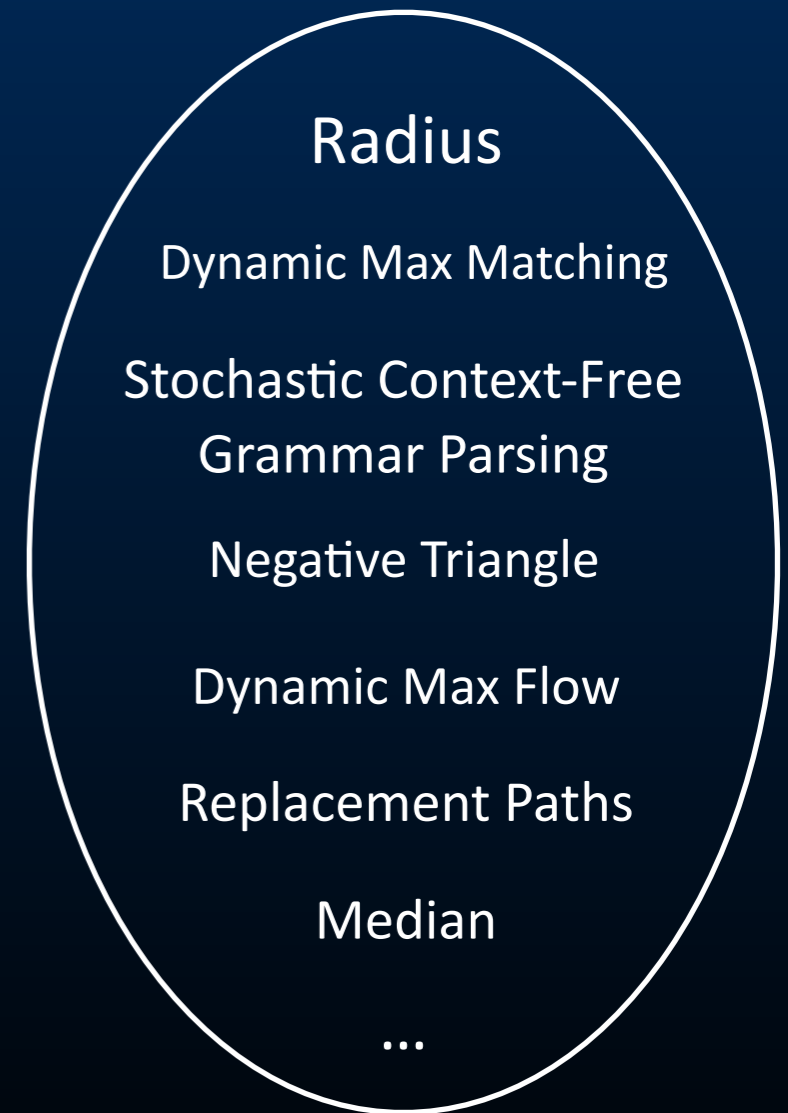 Radius
Dynamic Max Matching
Stochastic Context-Free
Grammar Parsing
Negative Triangle
Dynamic Max Flow
Replacement Paths
Median
...